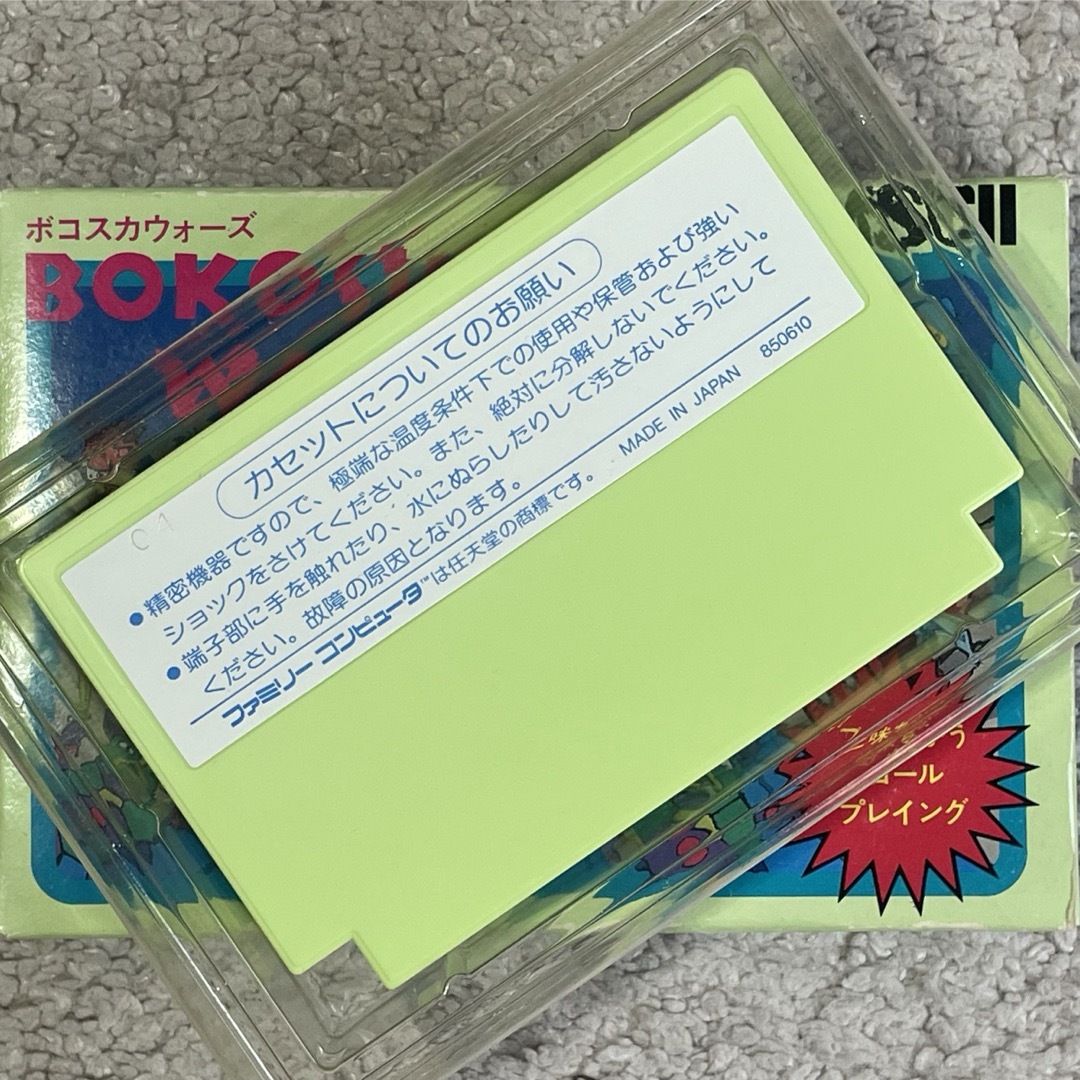 ボコスカウォーズ
C4
カセットについてのお願い
●精密機器ですので、極端な温度条件下での使用や保管および強い
ショックをさけてください。また、絶対に分解しないでください。
●端子部に手を触れたり、水にぬらしたりして汚さないようにして
ください。故障の原因となります。
ファミリーコンピュータ™は任天堂の商標です。
MADE IN JAPAN
850610
ロール
プレイング